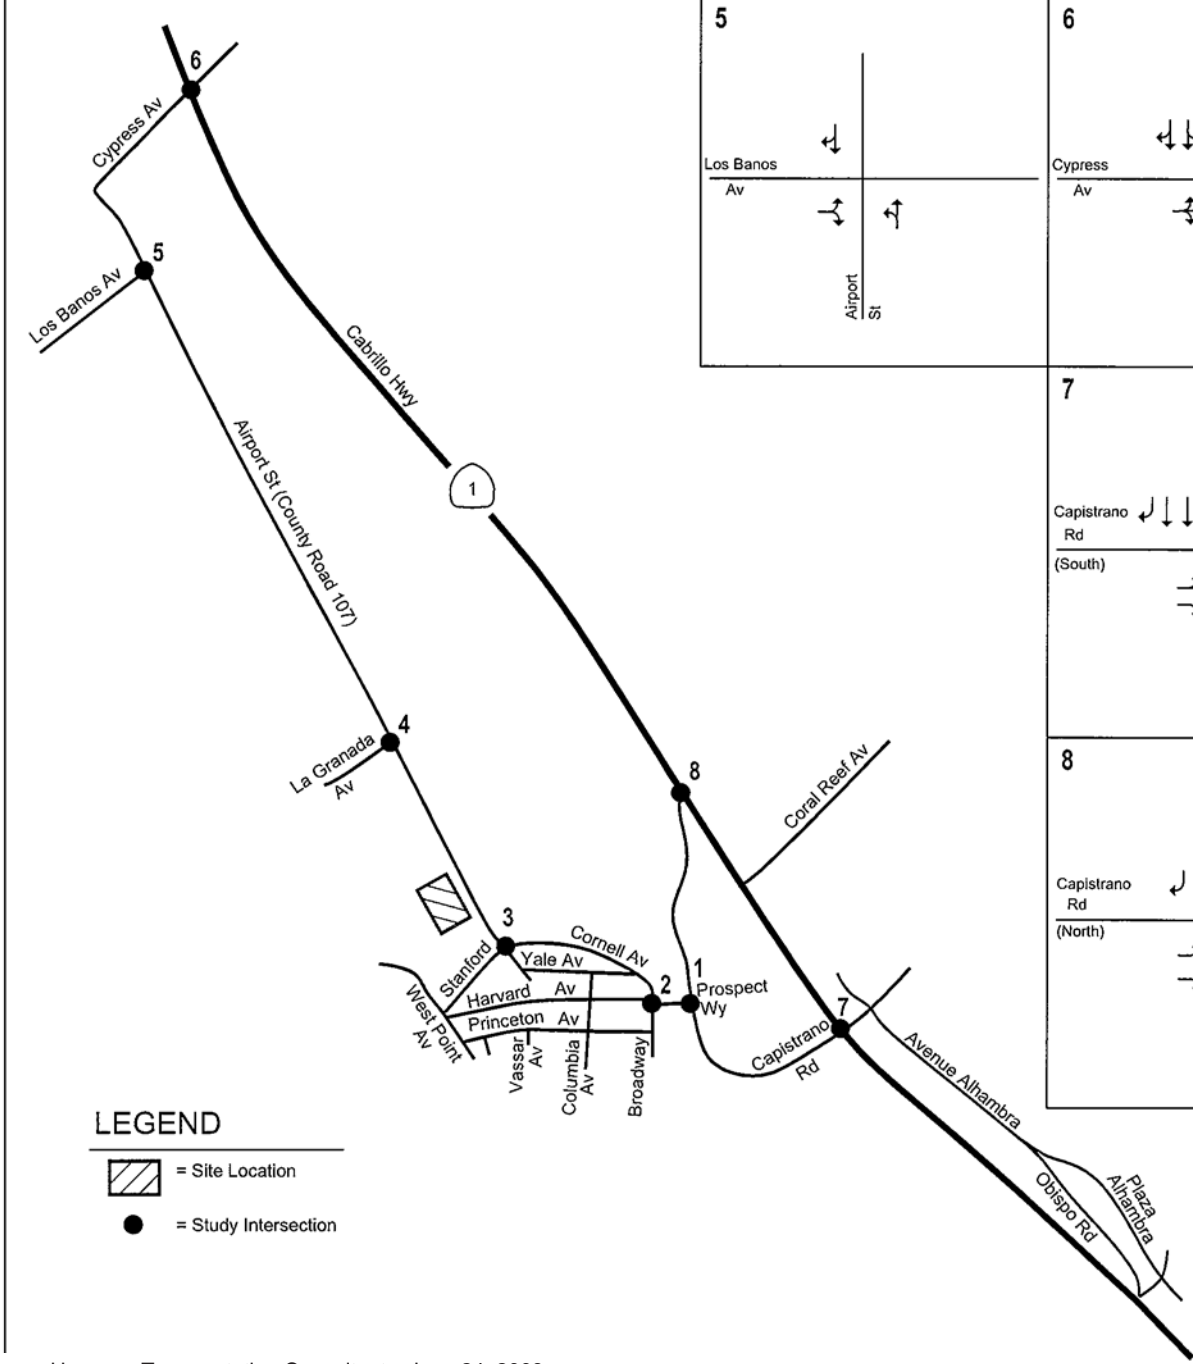 5
6
6
Cypress Av
Los Banos
Av
Airport
St
Cypress
Av
5
Los Banos Av
Cabrillo Hwy
7
1
Airport St (County Road 107)
Capistrano
Rd
(South)
4
La Granada
Av
8
8
Coral Reef Av
Capistrano
Rd
(North)
3
Cornell Av
Stanford
Yale Av
2
1
Prospect
Wy
Harvard Av
West Point
Av
Princeton Av
7
Vassar
Av
Columbia
Av
Broadway
Capistrano
Rd
Avenue Alhambra
Plaza
Alhambra
Obispo Rd
LEGEND
= Site Location
= Study Intersection